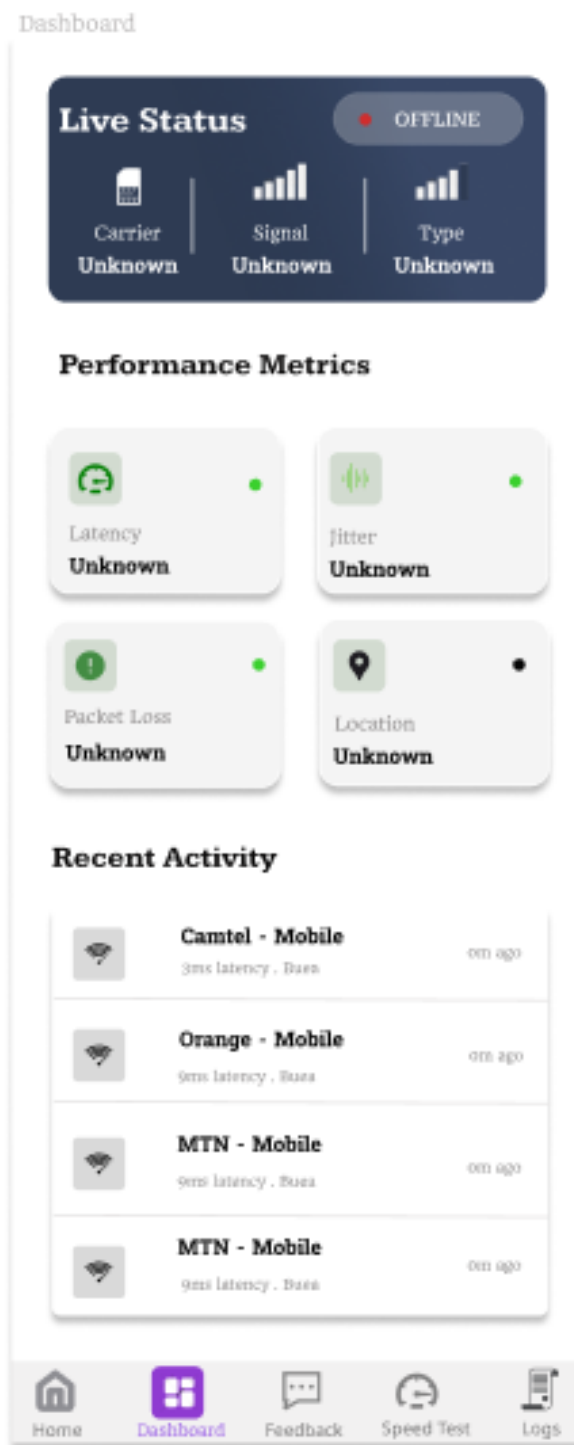 Dashboard
Live Status
OFFLINE
Carrier
Signal
Type
Unknown
Unknown
Unknown
Performance Metrics
Latency
Jitter
Unknown
Unknown
Packet Loss
Location
Unknown
Unknown
Recent Activity
Camtel - Mobile
0m ago
3ms latency . Buea
Orange - Mobile
0m ago
9ms latency . Buea
MTN - Mobile
0m ago
9ms latency . Buea
MTN - Mobile
0m ago
9ms latency . Buea
Home
Dashboard
Feedback
Speed Test
Logs